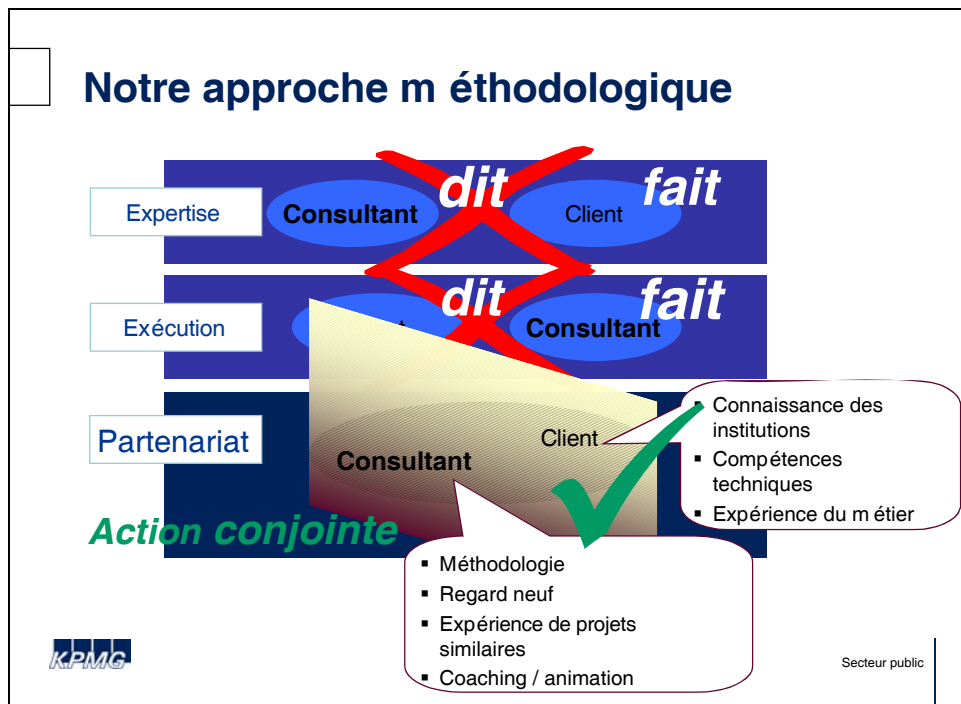 Notre approche m éthodologique
Expertise
Consultant
dit
Client
fait
Exécution
dit
Consultant
fait
Partenariat
Consultant
Client
Action conjointe
▪ Connaissance des
institutions
▪ Compétences
techniques
▪ Expérience du m étier
▪ Méthodologie
▪ Regard neuf
▪ Expérience de projets
similaires
▪ Coaching / animation
KPMG
Secteur public